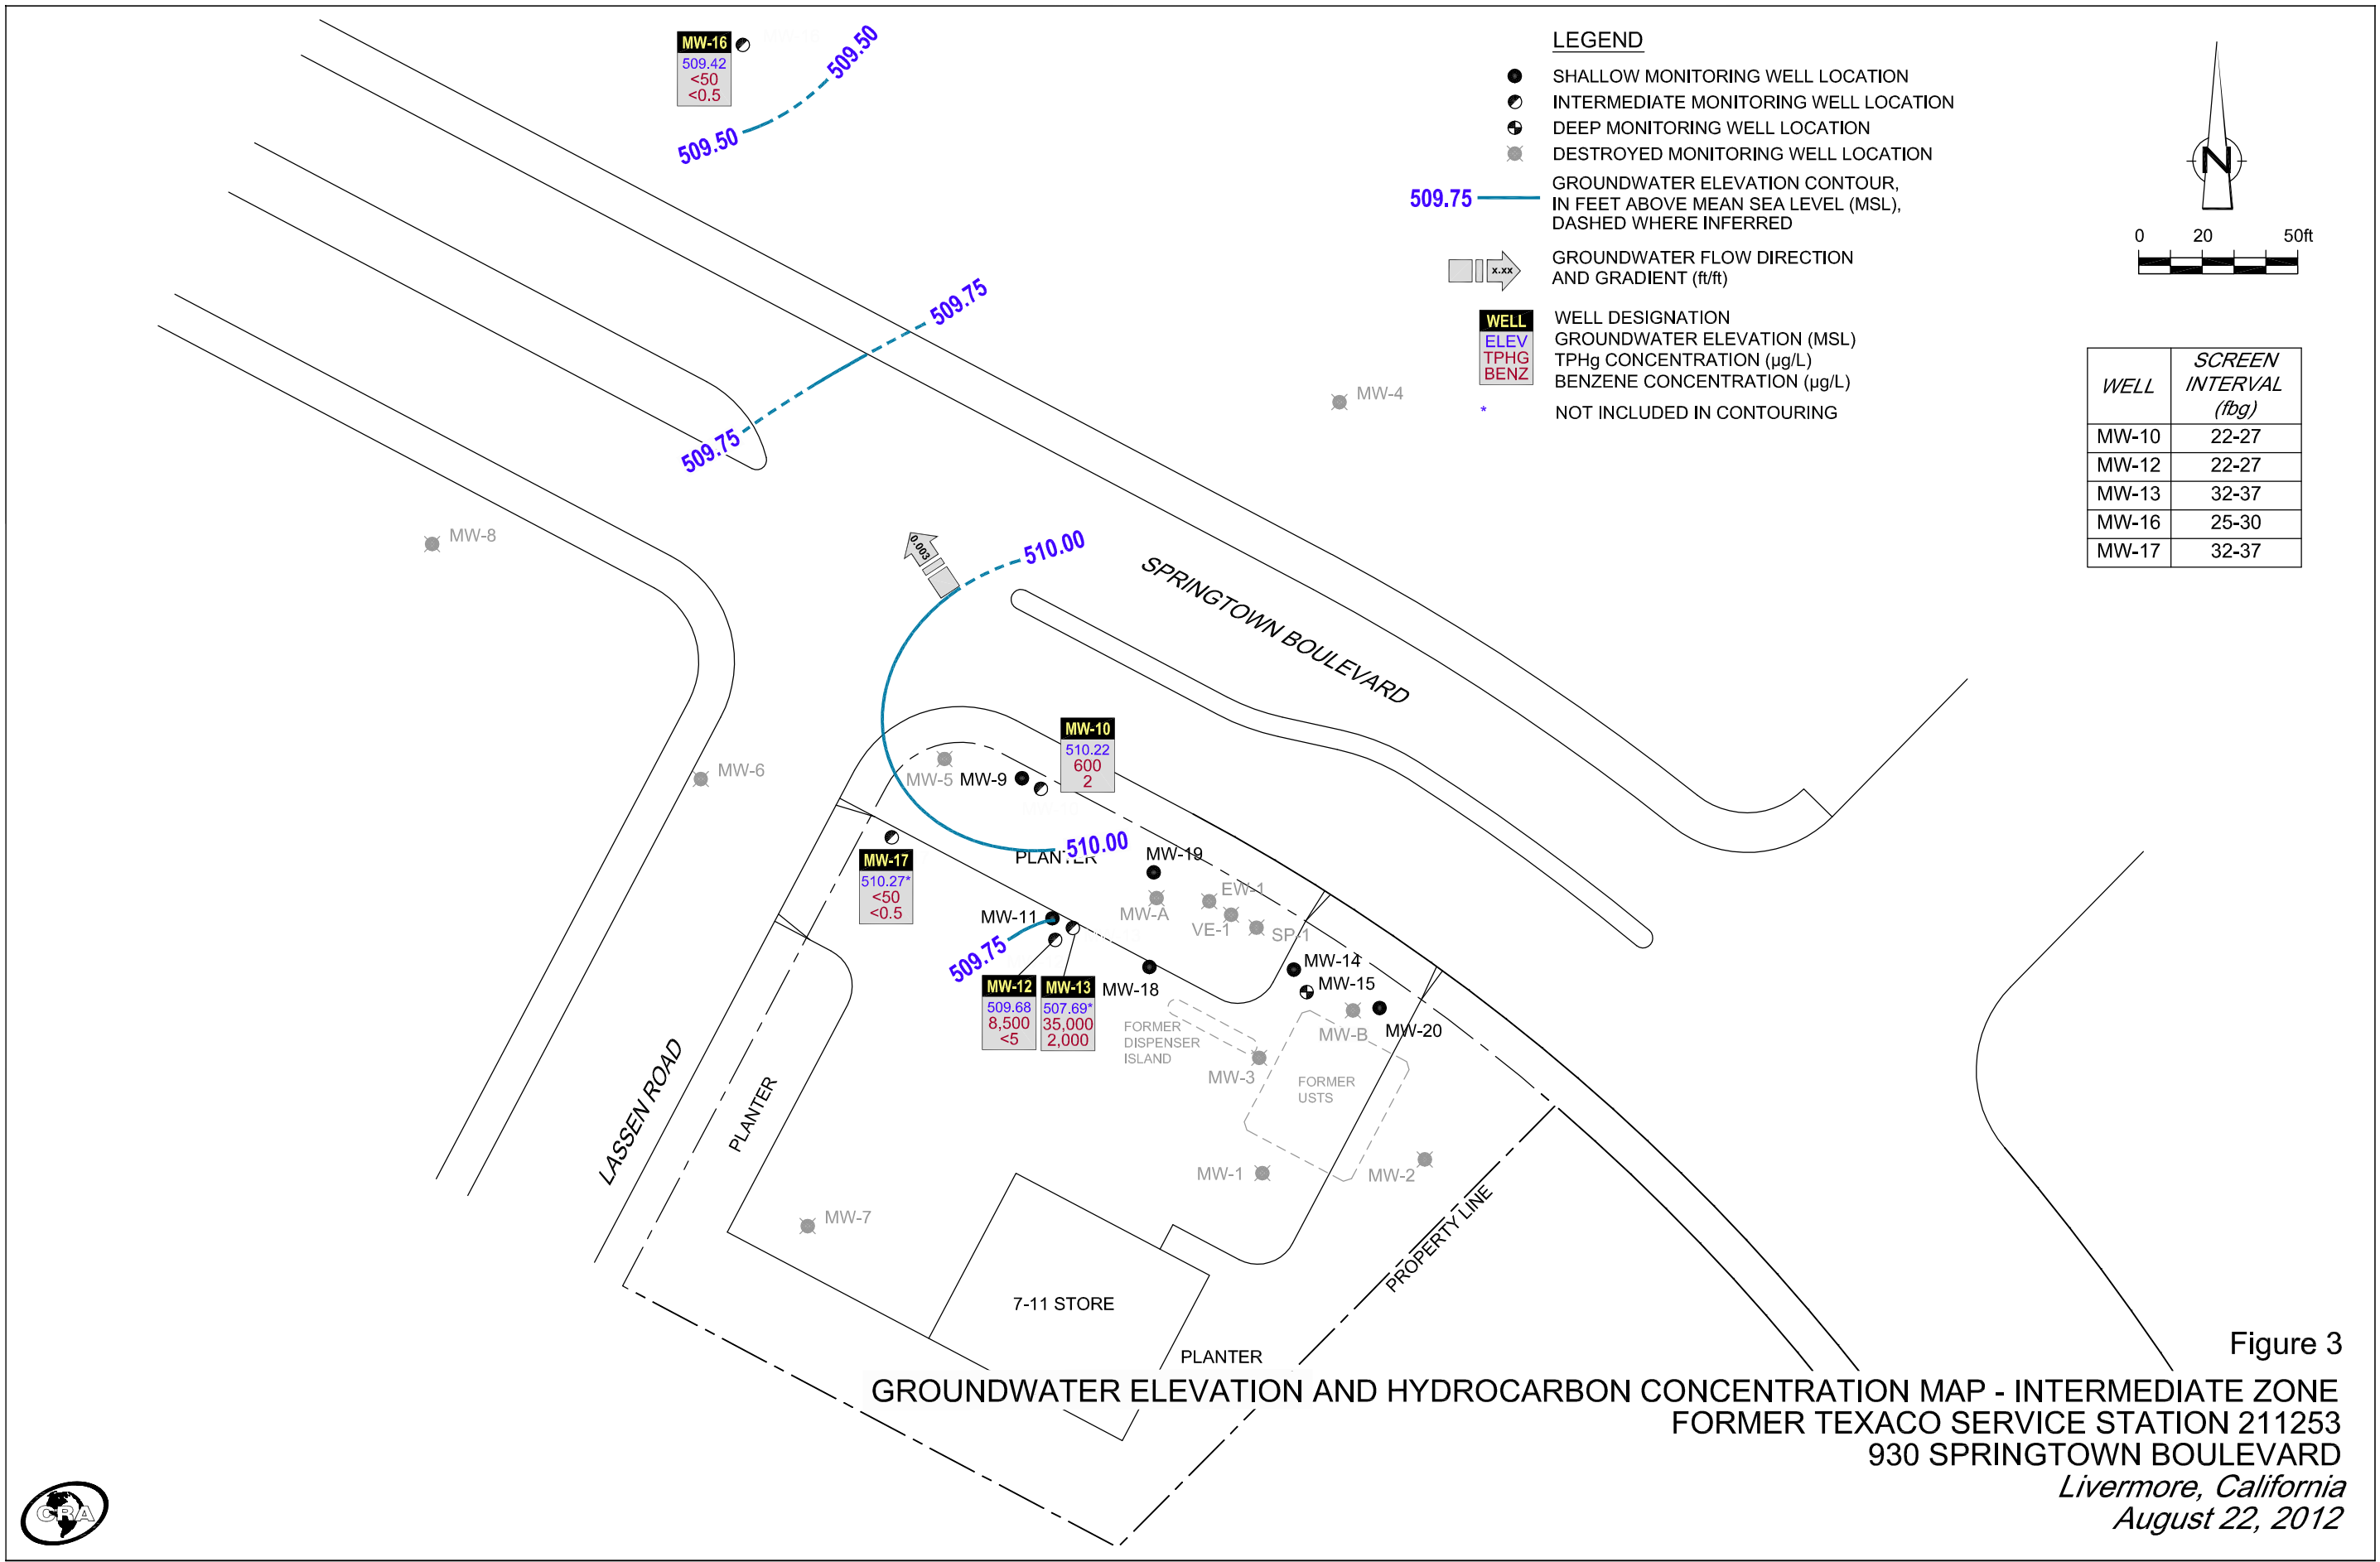 MW-16
509.42
<50
<0.5
509.50
509.50
LEGEND
SHALLOW MONITORING WELL LOCATION
INTERMEDIATE MONITORING WELL LOCATION
DEEP MONITORING WELL LOCATION
DESTROYED MONITORING WELL LOCATION
509.75
GROUNDWATER ELEVATION CONTOUR,
IN FEET ABOVE MEAN SEA LEVEL (MSL),
DASHED WHERE INFERRED
x.xx
GROUNDWATER FLOW DIRECTION
AND GRADIENT (ft/ft)
WELL
ELEV
TPHG
BENZ
WELL DESIGNATION
GROUNDWATER ELEVATION (MSL)
TPHg CONCENTRATION (µg/L)
BENZENE CONCENTRATION (µg/L)
* NOT INCLUDED IN CONTOURING
N
0 20 50ft
WELL SCREEN INTERVAL (fbg)
MW-10 22-27
MW-12 22-27
MW-13 32-37
MW-16 25-30
MW-17 32-37
509.75
509.75
MW-4
MW-8
0.003
510.00
SPRINGTOWN BOULEVARD
MW-6
MW-5
MW-9
MW-10
510.22
600
2
510.00
PLANTER
MW-17
510.27*
<50
<0.5
MW-19
MW-A
EW-1
VE-1
SP-1
MW-11
509.75
MW-12
509.68
8,500
<5
MW-13
507.69*
35,000
2,000
MW-18
MW-14
MW-15
MW-B
MW-20
FORMER
DISPENSER
ISLAND
MW-3
FORMER
USTS
MW-1
MW-2
LASSEN ROAD
PLANTER
MW-7
PROPERTY LINE
7-11 STORE
PLANTER
Figure 3
GROUNDWATER ELEVATION AND HYDROCARBON CONCENTRATION MAP - INTERMEDIATE ZONE
FORMER TEXACO SERVICE STATION 211253
930 SPRINGTOWN BOULEVARD
Livermore, California
August 22, 2012
CRA